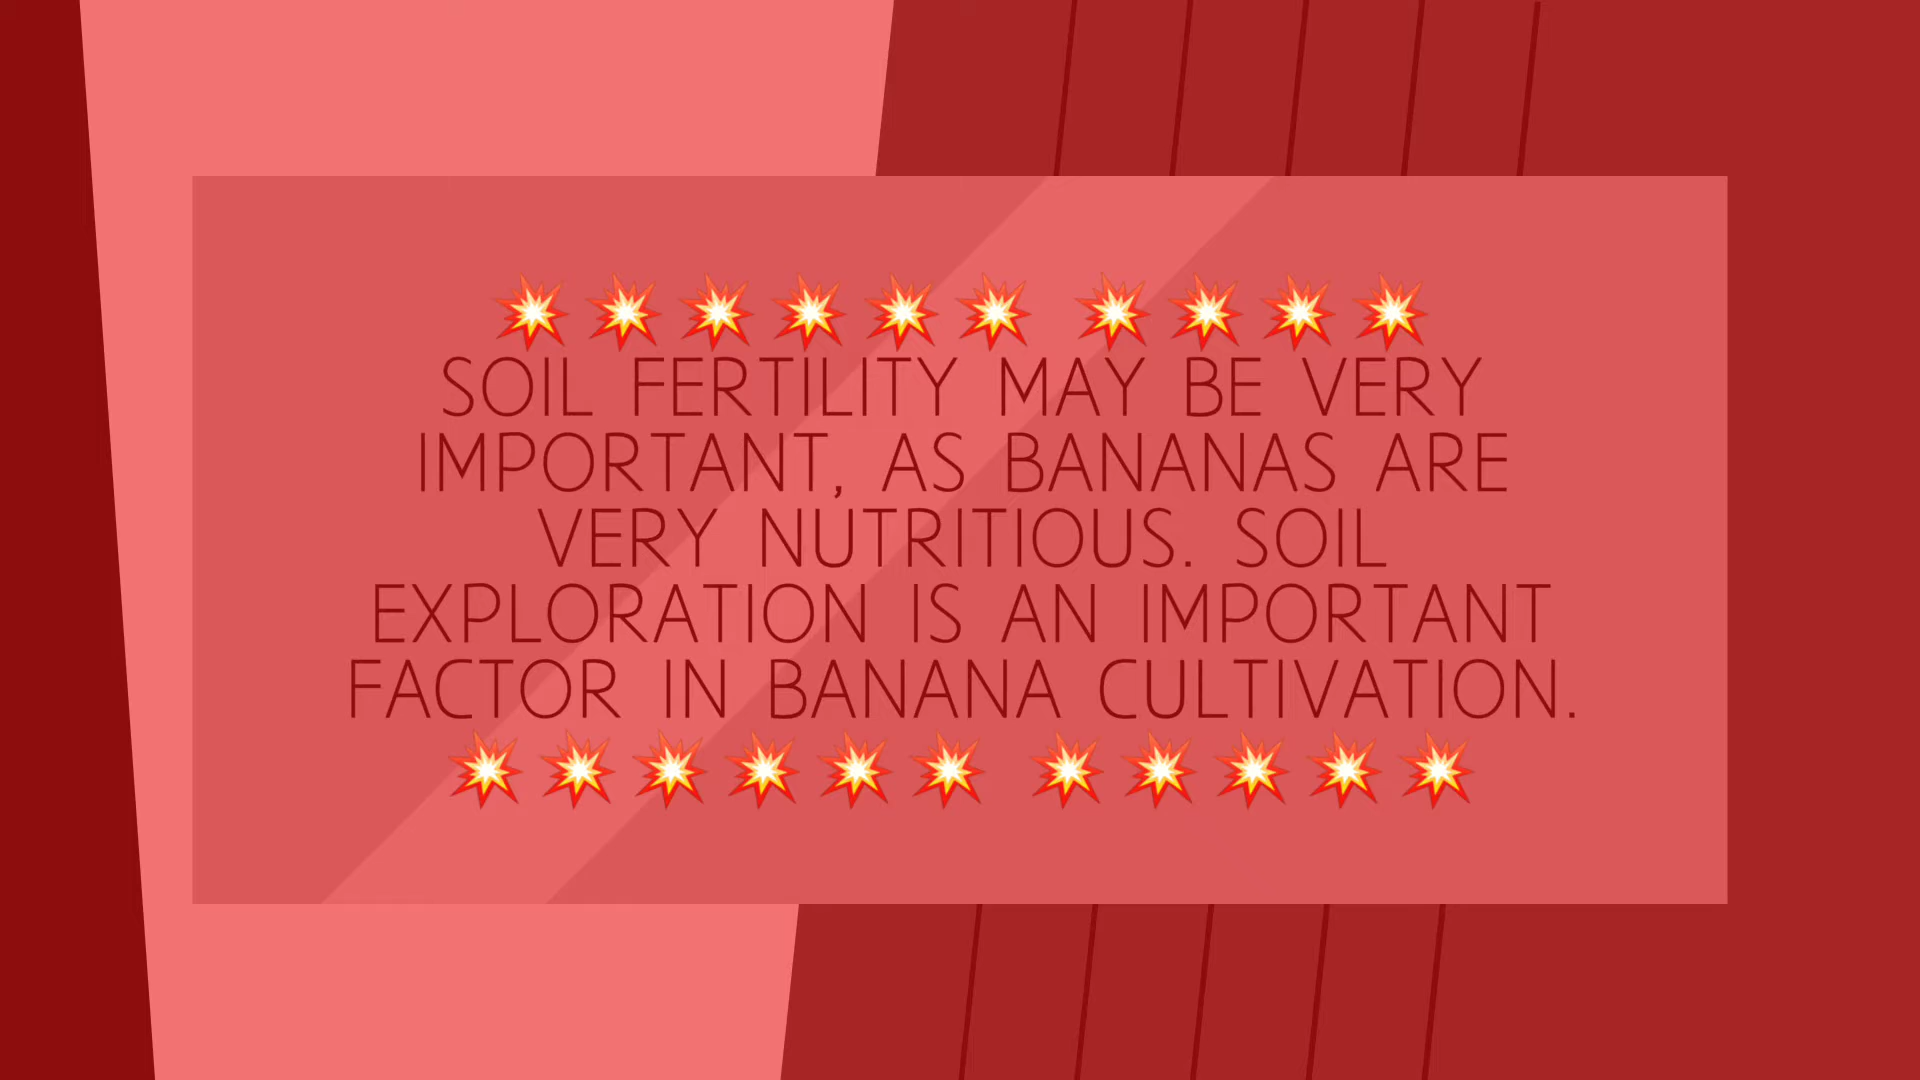 💥💥💥💥💥💥 💥💥💥💥
SOIL FERTILITY MAY BE VERY
IMPORTANT, AS BANANAS ARE
VERY NUTRITIOUS. SOIL
EXPLORATION IS AN IMPORTANT
FACTOR IN BANANA CULTIVATION.
💥💥💥💥💥💥 💥💥💥💥💥